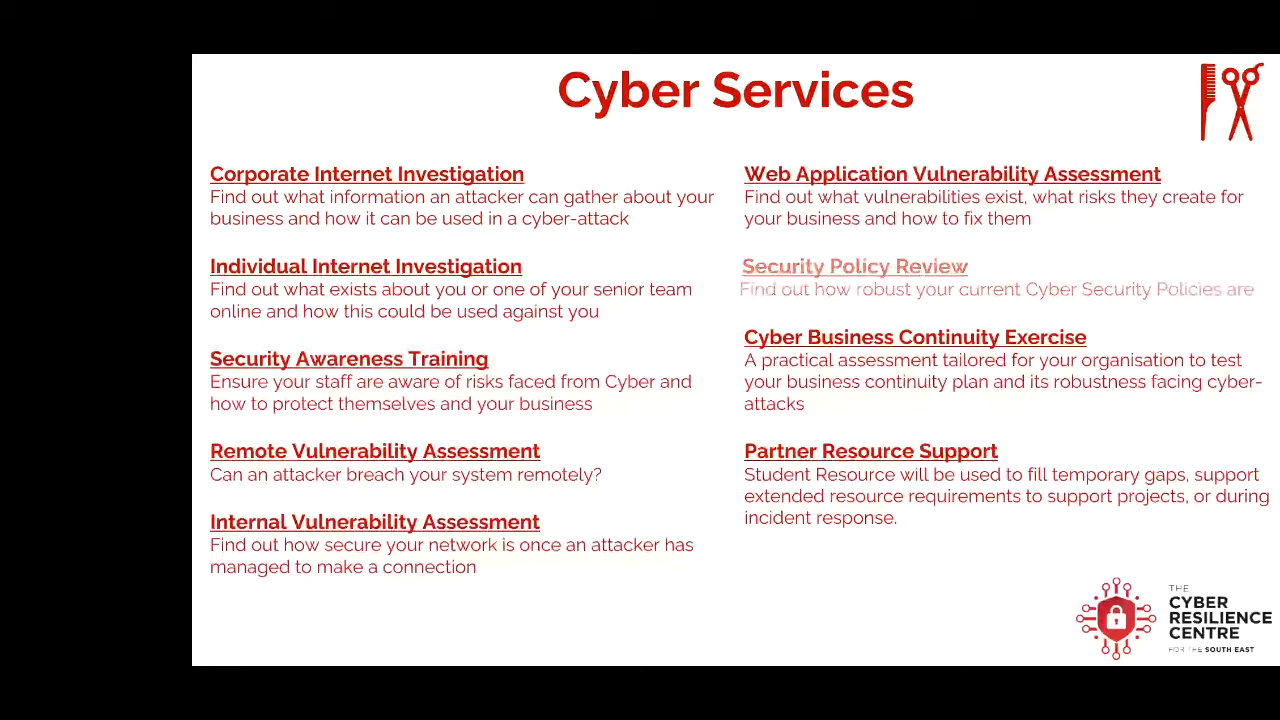 Cyber Services
Corporate Internet Investigation
Find out what information an attacker can gather about your
business and how it can be used in a cyber-attack
Individual Internet Investigation
Find out what exists about you or one of your senior team
online and how this could be used against you
Security Awareness Training
Ensure your staff are aware of risks faced from Cyber and
how to protect themselves and your business
Remote Vulnerability Assessment
Can an attacker breach your system remotely?
Internal Vulnerability Assessment
Find out how secure your network is once an attacker has
managed to make a connection
Web Application Vulnerability Assessment
Find out what vulnerabilities exist, what risks they create for
your business and how to fix them
Security Policy Review
Find out how robust your current Cyber Security Policies are
Cyber Business Continuity Exercise
A practical assessment tailored for your organisation to test
your business continuity plan and its robustness facing cyber-
attacks
Partner Resource Support
Student Resource will be used to fill temporary gaps, support
extended resource requirements to support projects, or during
incident response.
THE
CYBER
RESILIENCE
CENTRE
FOR THE SOUTH EAST